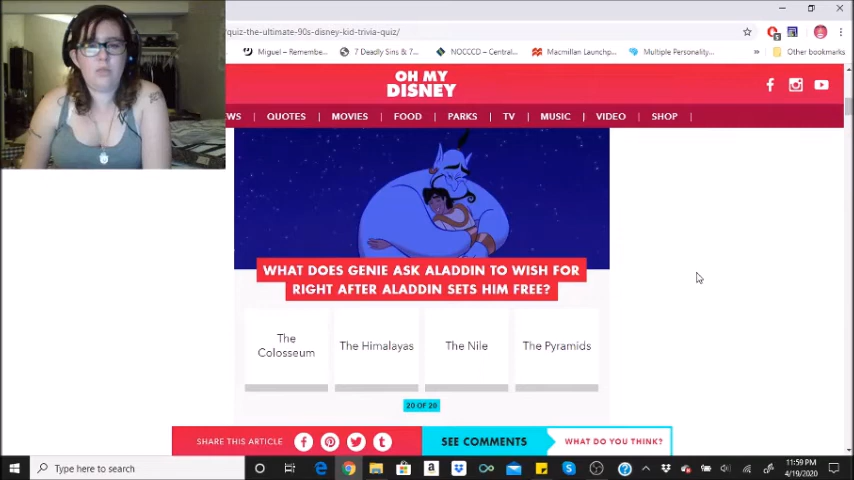 quiz-the-ultimate-90s-disney-kid-trivia-quiz/
Miguel – Remembe...
7 Deadly Sins & 7...
NOCCCD – Central...
Macmillan Launchp...
Multiple Personality...
»
Other bookmarks
OH MY
DISNEY
WS | QUOTES | MOVIES | FOOD | PARKS | TV | MUSIC | VIDEO | SHOP |
WHAT DOES GENIE ASK ALADDIN TO WISH FOR
RIGHT AFTER ALADDIN SETS HIM FREE?
The
Colosseum
The Himalayas
The Nile
The Pyramids
20 OF 20
SHARE THIS ARTICLE
SEE COMMENTS
WHAT DO YOU THINK?
Type here to search
11:59 PM
4/19/2020